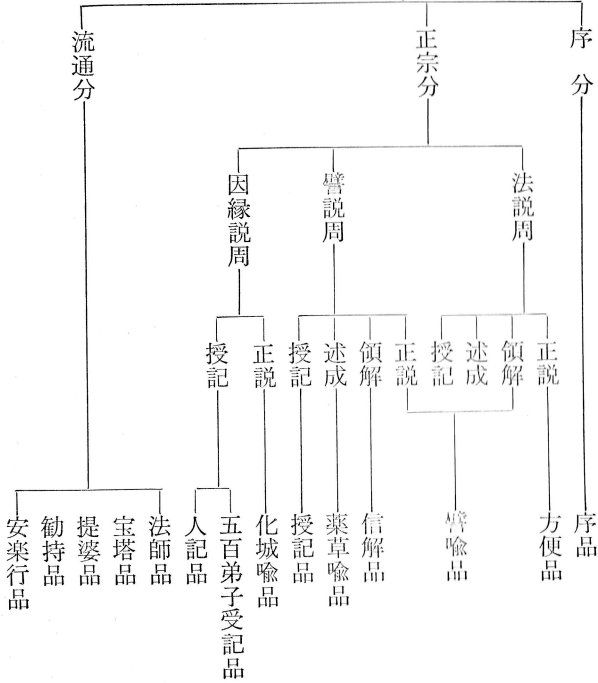 序分
正宗分
流通分
法説周
譬説周
因縁説周
正説
領解
述成
授記
正説
領解
述成
授記
正説
授記
序品
方便品
譬喩品
信解品
薬草喩品
授記品
化城喩品
五百弟子受記品
人記品
法師品
宝塔品
提婆品
勧持品
安楽行品